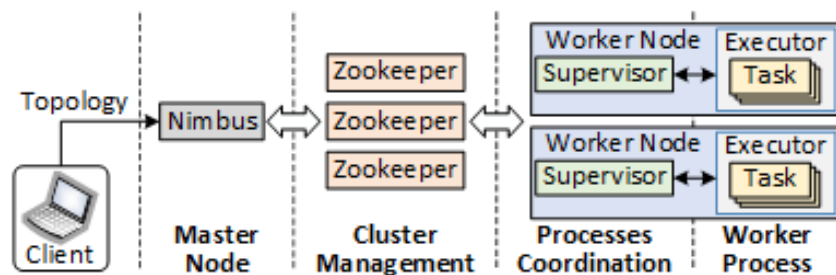 Topology
Client
Nimbus
Master
Node
Zookeeper
Zookeeper
Zookeeper
Cluster
Management
Worker Node
Supervisor
Executor
Task
Worker Node
Supervisor
Executor
Task
Processes
Coordination
Worker
Process